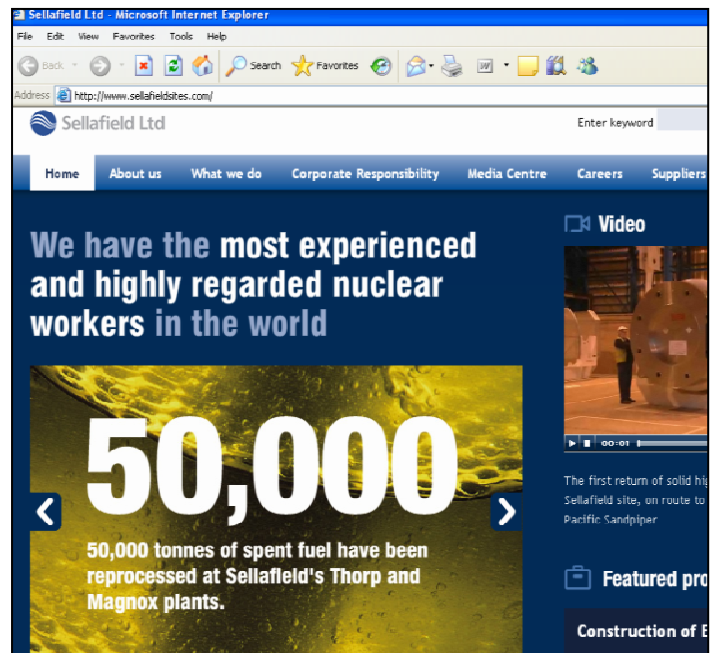 Sellafield Ltd - Microsoft Internet Explorer
File Edit View Favorites Tools Help
Back Search Favorites
Address http://www.sellafieldsites.com/
Sellafield Ltd
Enter keyword
Home About us What we do Corporate Responsibility Media Centre Careers Suppliers
We have the most experienced
and highly regarded nuclear
workers in the world
50,000
50,000 tonnes of spent fuel have been
reprocessed at Sellafield's Thorp and
Magnox plants.
Video
00:01
The first return of solid hi
Sellafield site, on route to
Pacific Sandpiper
Featured pro
Construction of E